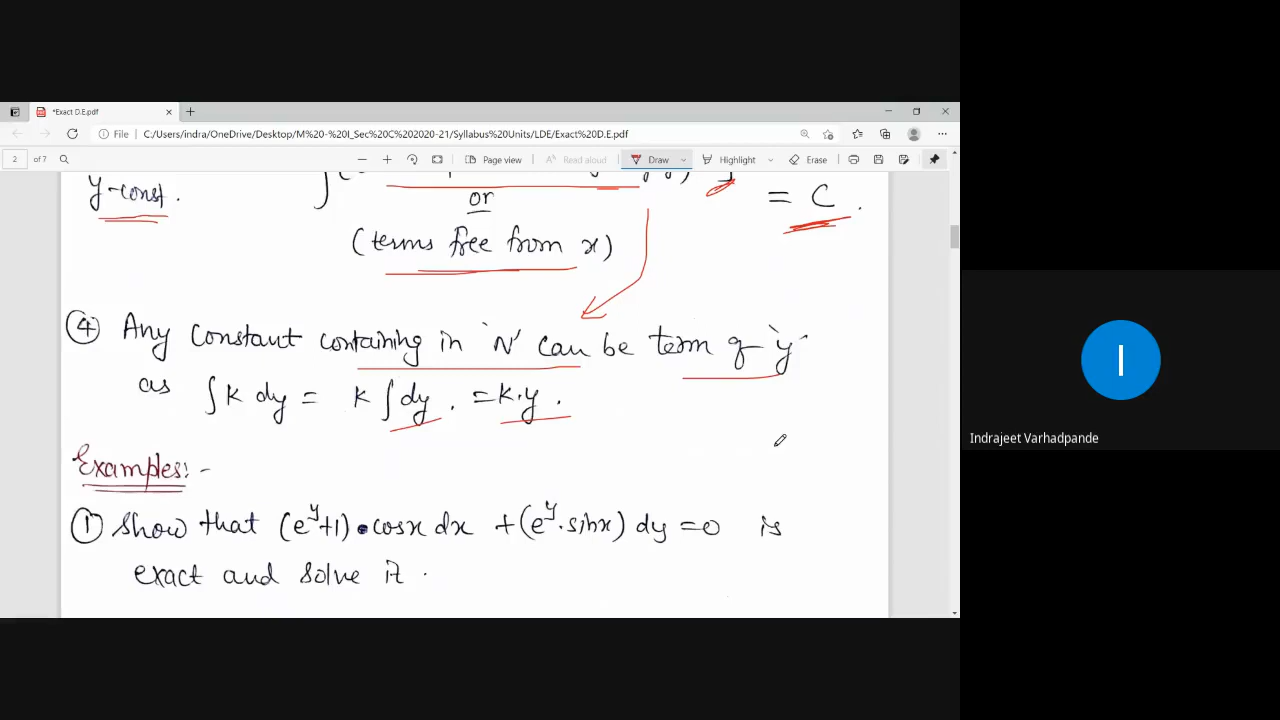 *Exact D.E.pdf
File C:/Users/indra/OneDrive/Desktop/M%20-%20I_Sec%20C%202020-21/Syllabus%20Units/LDE/Exact%20D.E.pdf
2 of 7 Page view Read aloud Draw Highlight Erase
y-const. or = C.
(terms free from x)
④ Any Constant containing in 'N' can be term of 'y'
as ∫ k dy = k ∫ dy . = k.y .
Examples:-
① Show that (e^y+1) • cosx dx + (e^y . sinx) dy = 0 is
exact and solve it .
I
Indrajeet Varhadpande